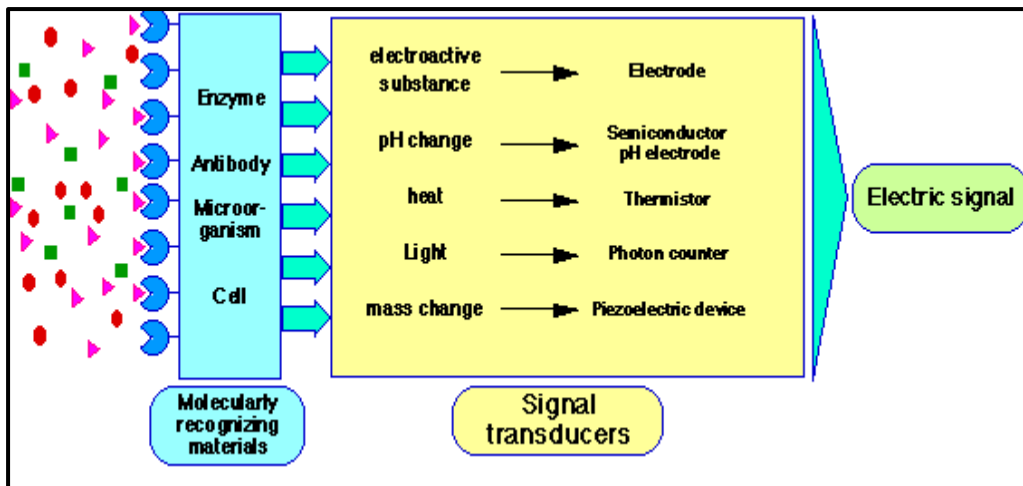 Enzyme
Antibody
Microor-
ganism
Cell
Molecularly
recognizing
materials
electroactive
substance
Electrode
pH change
Semiconductor
pH electrode
heat
Thermistor
Light
Photon counter
mass change
Piezoelectric device
Signal
transducers
Electric signal